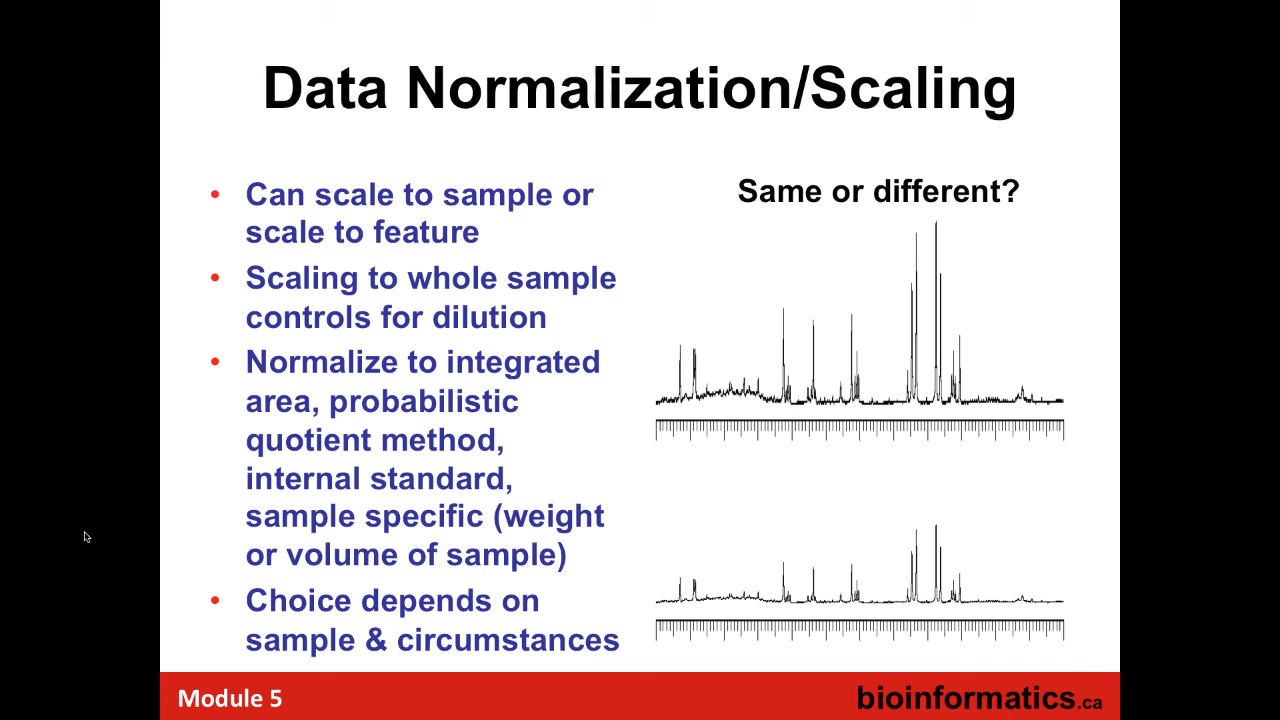 Data Normalization/Scaling
• Can scale to sample or
scale to feature
• Scaling to whole sample
controls for dilution
• Normalize to integrated
area, probabilistic
quotient method,
internal standard,
sample specific (weight
or volume of sample)
• Choice depends on
sample & circumstances
Same or different?
Module 5
bioinformatics.ca